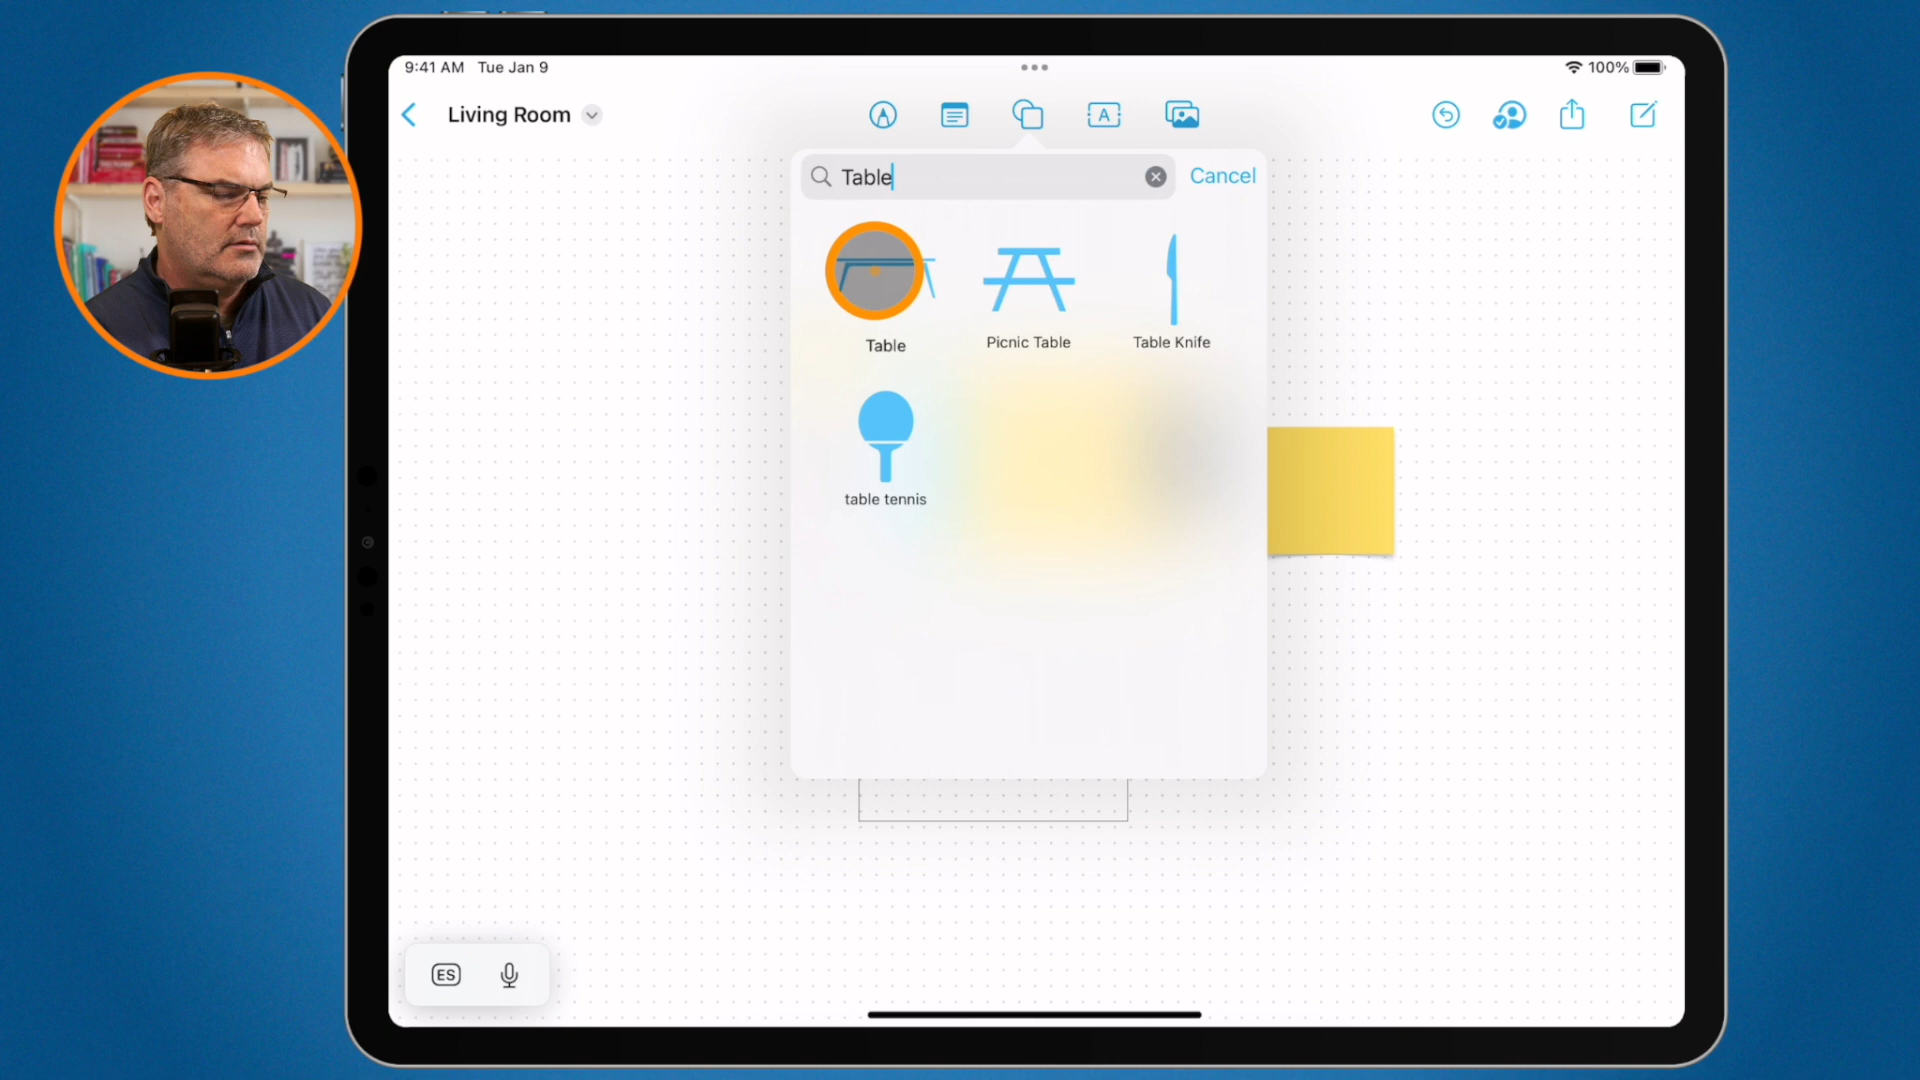 9:41 AM Tue Jan 9
100%
Living Room
A
Table
Cancel
Table
Picnic Table
Table Knife
table tennis
ES